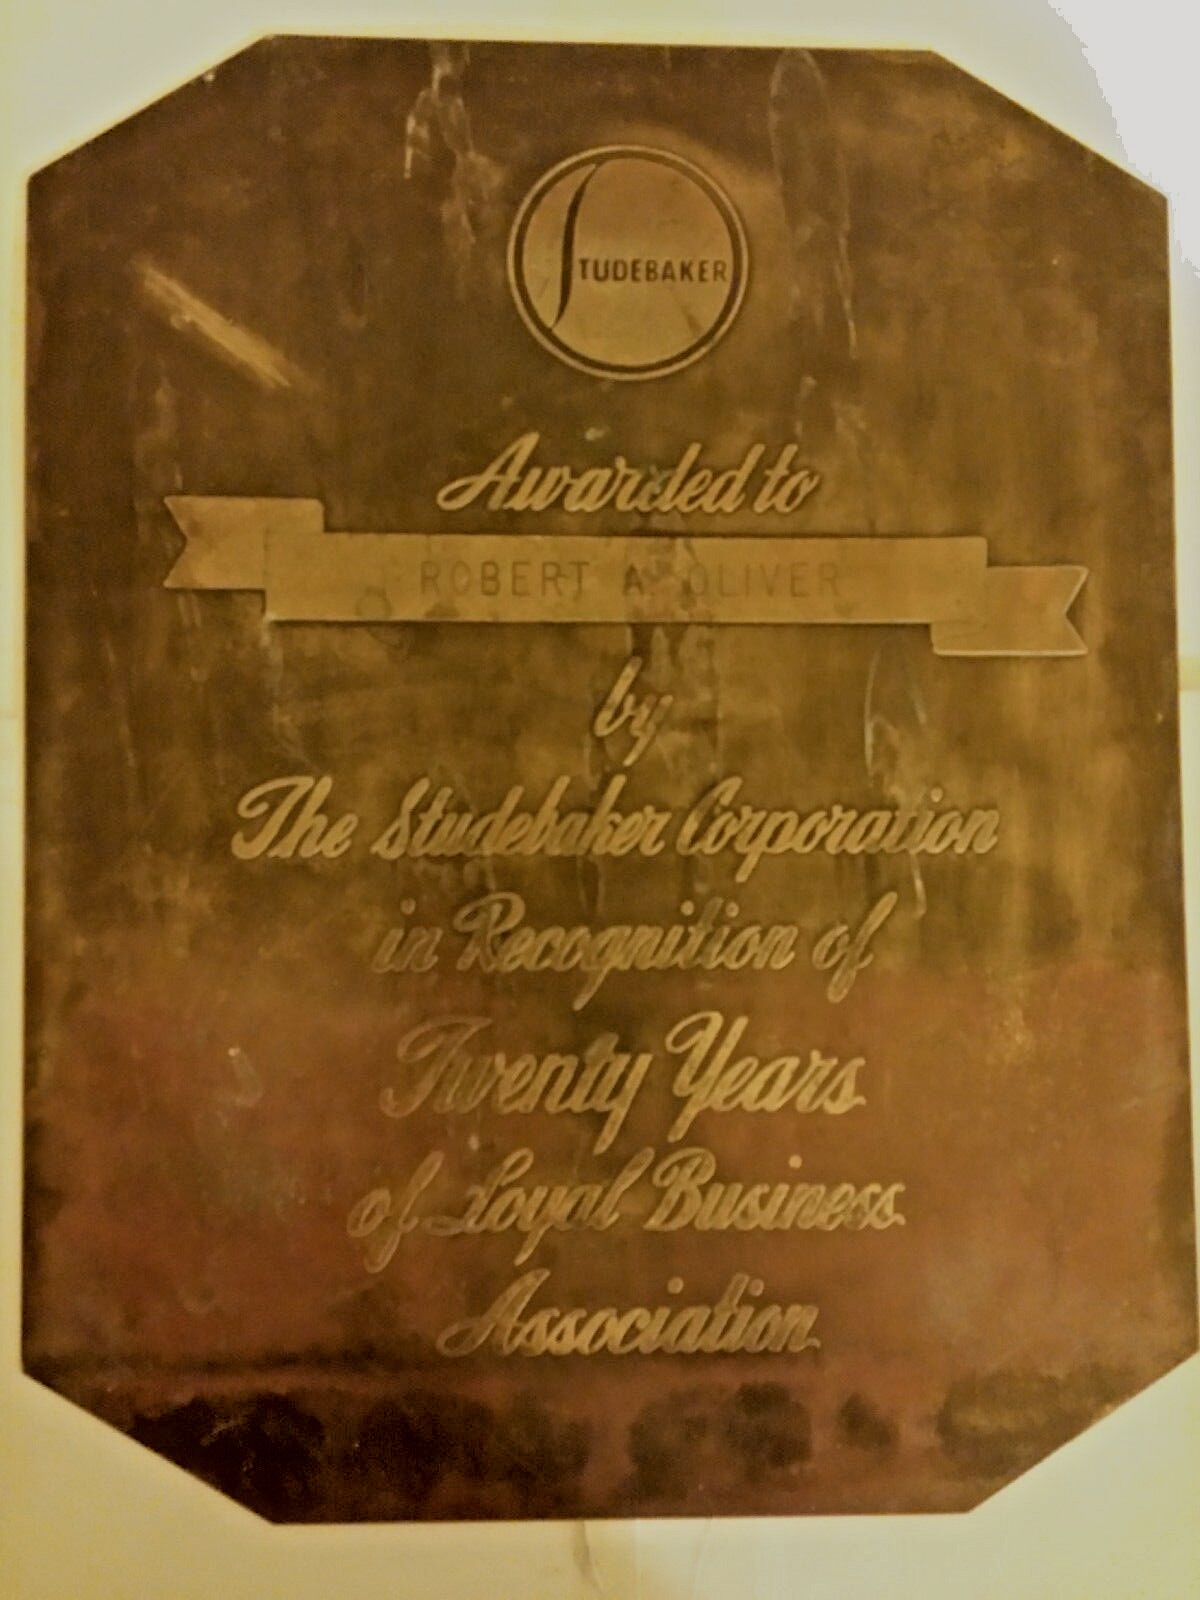 STUDEBAKER
Awarded to
ROBERT A. OLIVER
by
The Studebaker Corporation
in Recognition of
Twenty Years
of Loyal Business
Association